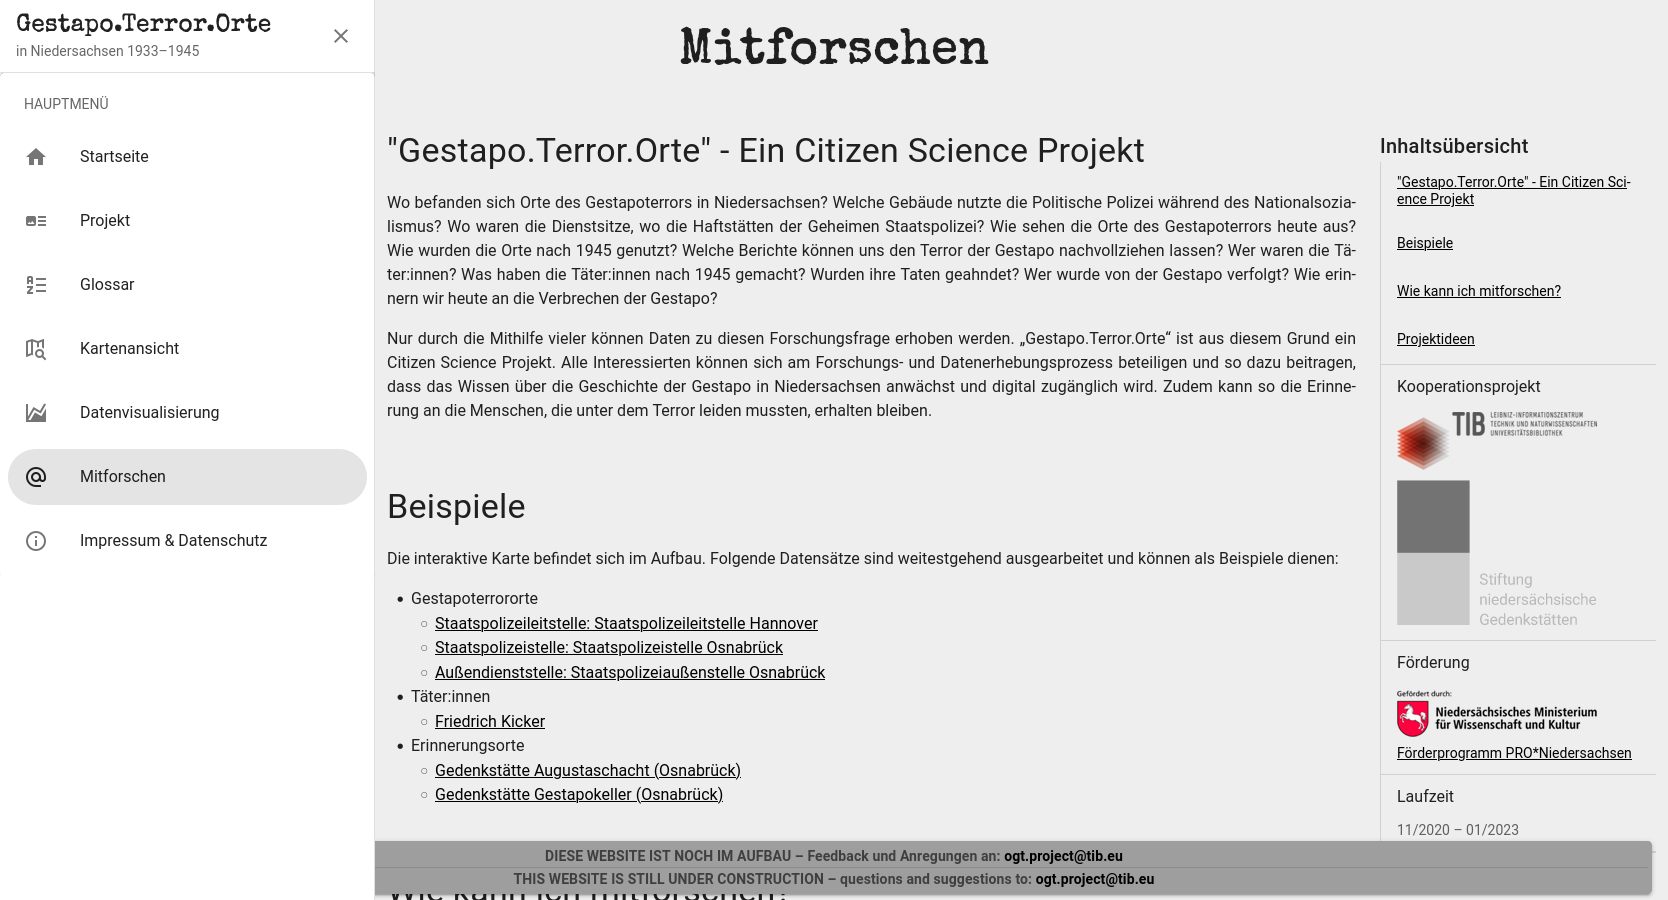 Gestapo.Terror.Orte
in Niedersachsen 1933–1945
HAUPTMENÜ
Startseite
Projekt
Glossar
Kartenansicht
Datenvisualisierung
Mitforschen
Impressum & Datenschutz
Mitforschen
"Gestapo.Terror.Orte" - Ein Citizen Science Projekt
Wo befanden sich Orte des Gestapoterrors in Niedersachsen? Welche Gebäude nutzte die Politische Polizei während des Nationalsozia-
lismus? Wo waren die Dienstsitze, wo die Haftstätten der Geheimen Staatspolizei? Wie sehen die Orte des Gestapoterrors heute aus?
Wie wurden die Orte nach 1945 genutzt? Welche Berichte können uns den Terror der Gestapo nachvollziehen lassen? Wer waren die Tä-
ter:innen? Was haben die Täter:innen nach 1945 gemacht? Wurden ihre Taten geahndet? Wer wurde von der Gestapo verfolgt? Wie erin-
nern wir heute an die Verbrechen der Gestapo?
Nur durch die Mithilfe vieler können Daten zu diesen Forschungsfrage erhoben werden. „Gestapo.Terror.Orte“ ist aus diesem Grund ein
Citizen Science Projekt. Alle Interessierten können sich am Forschungs- und Datenerhebungsprozess beteiligen und so dazu beitragen,
dass das Wissen über die Geschichte der Gestapo in Niedersachsen anwächst und digital zugänglich wird. Zudem kann so die Erinne-
rung an die Menschen, die unter dem Terror leiden mussten, erhalten bleiben.
Beispiele
Die interaktive Karte befindet sich im Aufbau. Folgende Datensätze sind weitestgehend ausgearbeitet und können als Beispiele dienen:
• Gestapoterrororte
○ Staatspolizeileitstelle: Staatspolizeileitstelle Hannover
○ Staatspolizeistelle: Staatspolizeistelle Osnabrück
○ Außendienststelle: Staatspolizeiaußenstelle Osnabrück
• Täter:innen
○ Friedrich Kicker
• Erinnerungsorte
○ Gedenkstätte Augustaschacht (Osnabrück)
○ Gedenkstätte Gestapokeller (Osnabrück)
Wie kann ich mitforschen?
Inhaltsübersicht
"Gestapo.Terror.Orte" - Ein Citizen Sci-
ence Projekt
Beispiele
Wie kann ich mitforschen?
Projektideen
Kooperationsprojekt
TIB
LEIBNIZ-INFORMATIONSZENTRUM
TECHNIK UND NATURWISSENSCHAFTEN
UNIVERSITÄTSBIBLIOTHEK
Stiftung
niedersächsische
Gedenkstätten
Förderung
Gefördert durch:
Niedersächsisches Ministerium
für Wissenschaft und Kultur
Förderprogramm PRO*Niedersachsen
Laufzeit
11/2020 – 01/2023
DIESE WEBSITE IST NOCH IM AUFBAU – Feedback und Anregungen an: ogt.project@tib.eu
THIS WEBSITE IS STILL UNDER CONSTRUCTION – questions and suggestions to: ogt.project@tib.eu